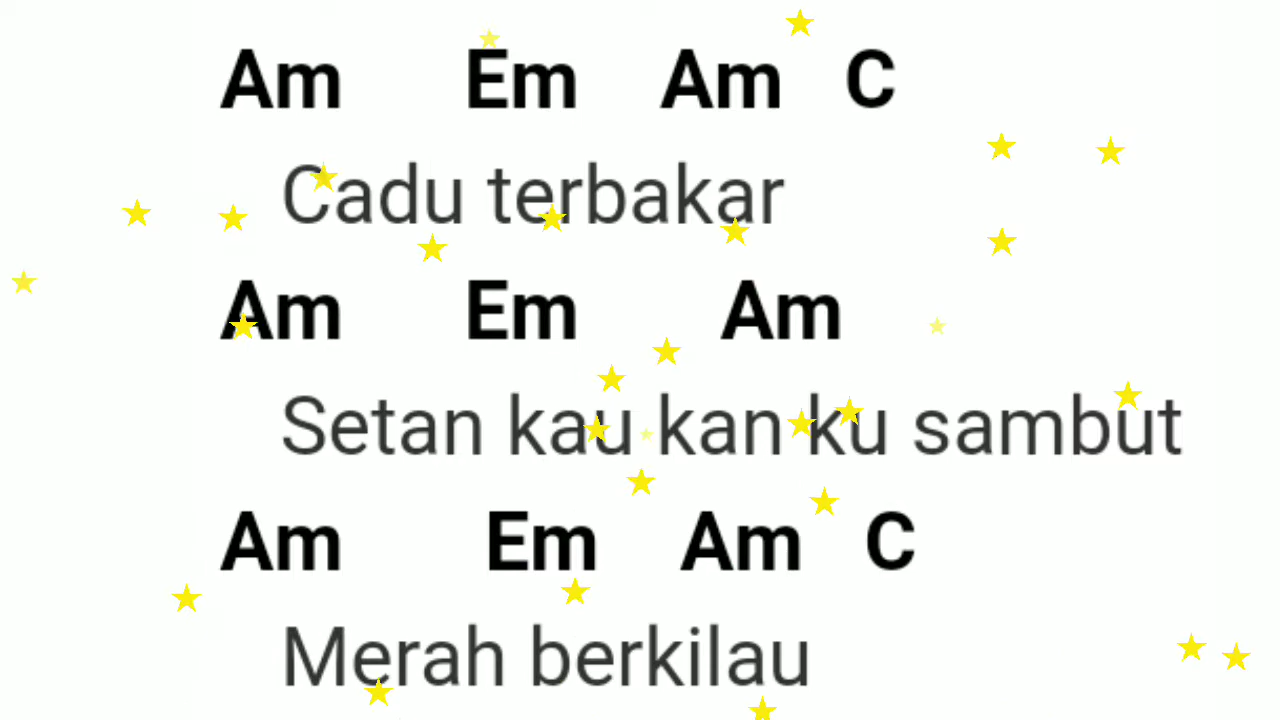 Am Em Am C
Cadu terbakar
Am Em Am
Setan kau kan ku sambut
Am Em Am C
Merah berkilau